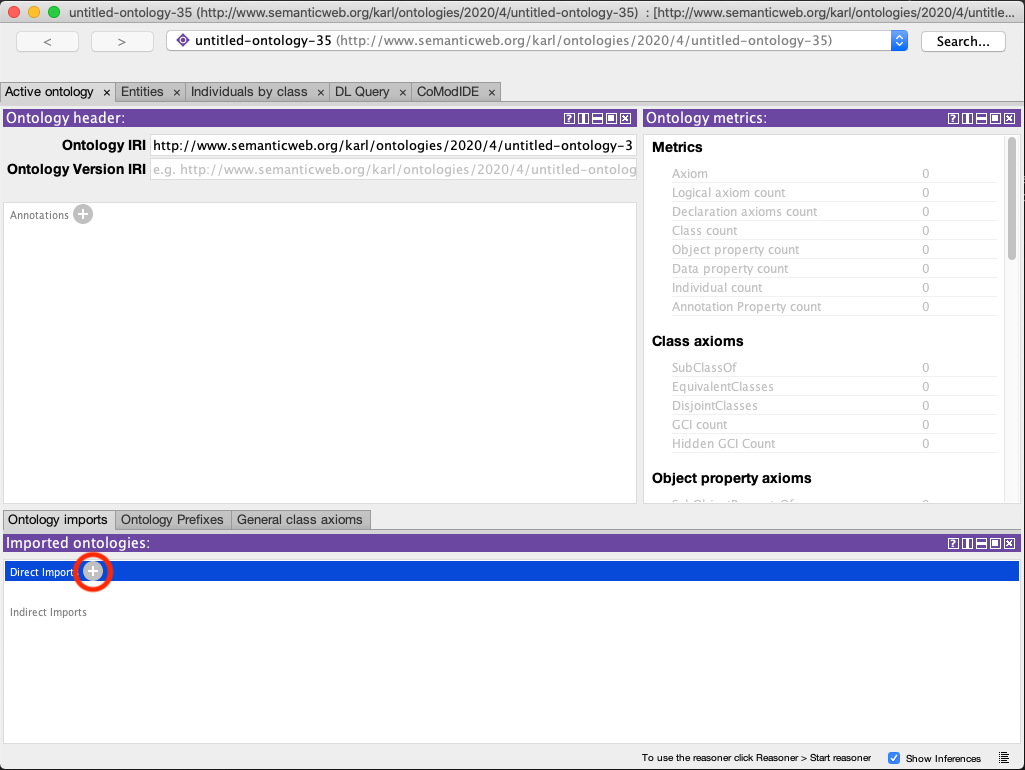 untitled-ontology-35 (http://www.semanticweb.org/karl/ontologies/2020/4/untitled-ontology-35) : [http://www.semanticweb.org/karl/ontologies/2020/4/untitle...
< > untitled-ontology-35 (http://www.semanticweb.org/karl/ontologies/2020/4/untitled-ontology-35) Search...
Active ontology × Entities × Individuals by class × DL Query × CoModIDE ×
Ontology header:
Ontology IRI http://www.semanticweb.org/karl/ontologies/2020/4/untitled-ontology-3
Ontology Version IRI e.g. http://www.semanticweb.org/karl/ontologies/2020/4/untitled-ontolog
Annotations
Ontology metrics:
Metrics
Axiom 0
Logical axiom count 0
Declaration axioms count 0
Class count 0
Object property count 0
Data property count 0
Individual count 0
Annotation Property count 0
Class axioms
SubClassOf 0
EquivalentClasses 0
DisjointClasses 0
GCI count 0
Hidden GCI Count 0
Object property axioms
Ontology imports Ontology Prefixes General class axioms
Imported ontologies:
Direct Imports
Indirect Imports
To use the reasoner click Reasoner > Start reasoner Show Inferences